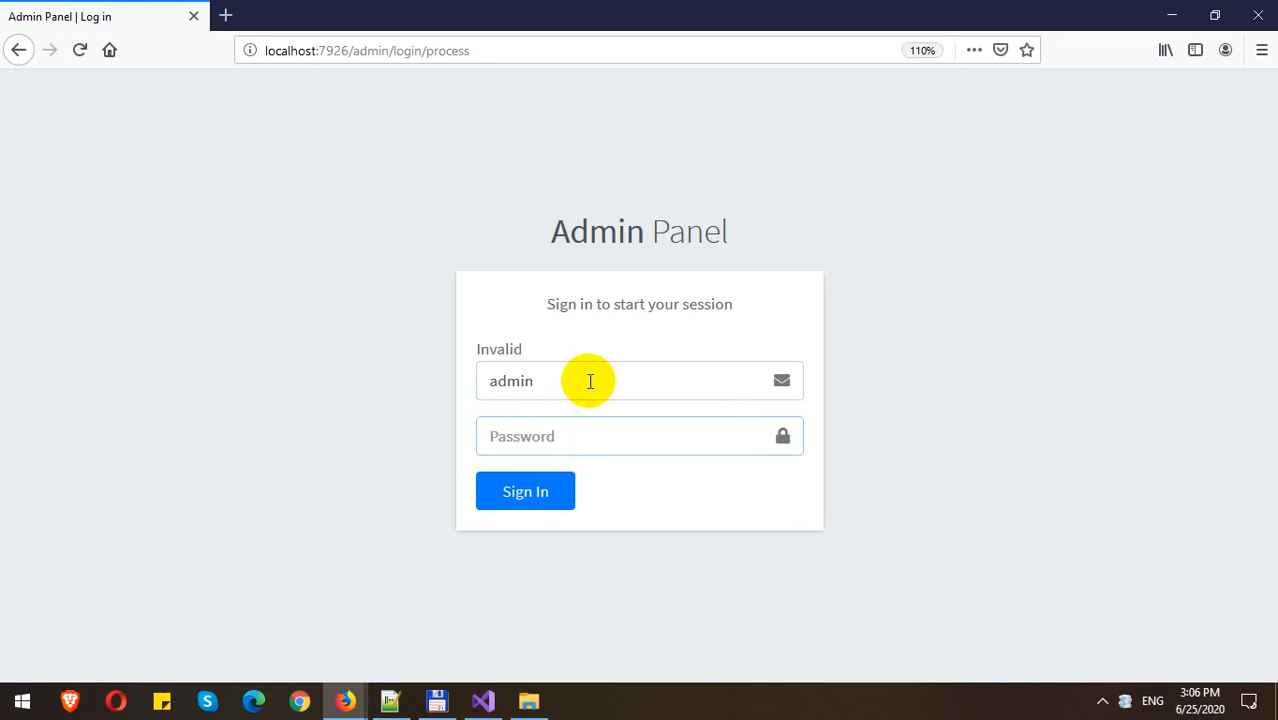 Admin Panel | Log in
localhost:7926/admin/login/process
110%
Admin Panel
Sign in to start your session
Invalid
admin
Password
Sign In
ENG
3:06 PM
6/25/2020